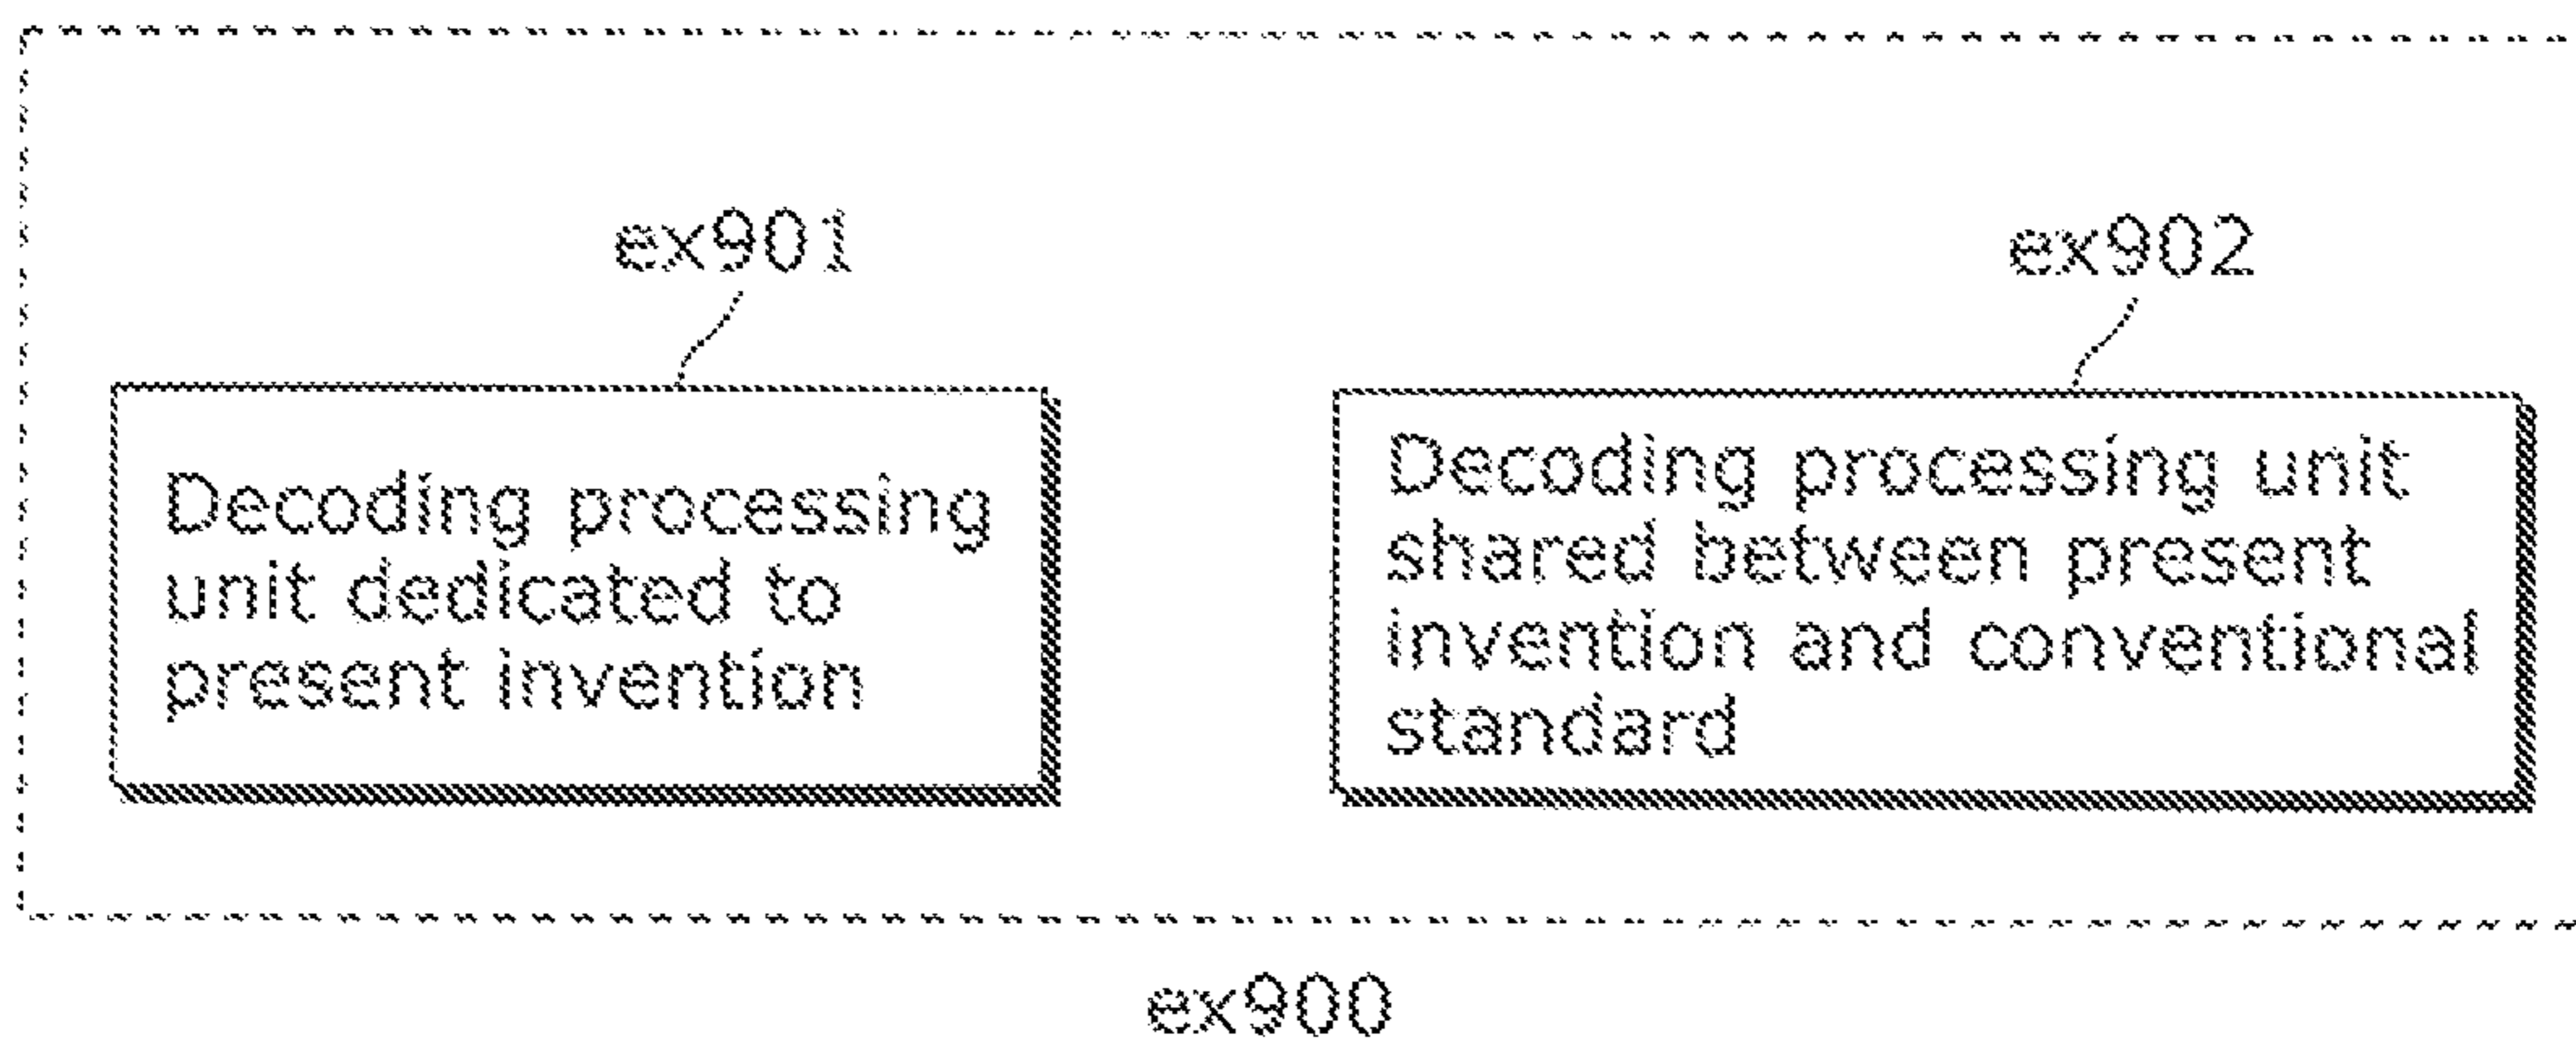 ex901
ex902
Decoding processing
unit dedicated to
present invention
Decoding processing unit
shared between present
invention and conventional
standard
ex900